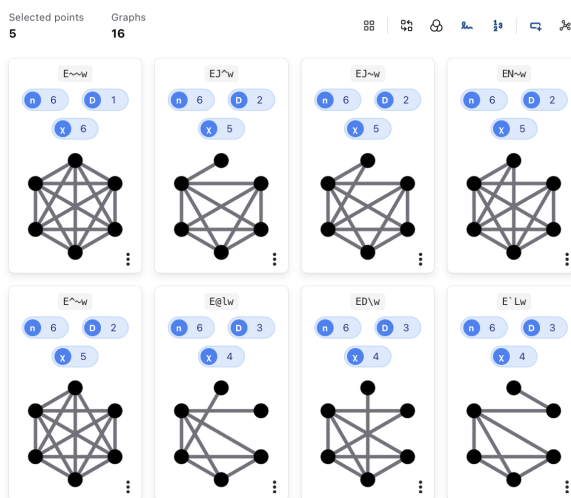 Selected points Graphs
5 16
E~~w EJ^w EJ~w EN~w
n 6 D 1 n 6 D 2 n 6 D 2 n 6 D 2
χ 6 χ 5 χ 5 χ 5
E^~w E@lw ED\w E`Lw
n 6 D 2 n 6 D 3 n 6 D 3 n 6 D 3
χ 5 χ 4 χ 4 χ 4